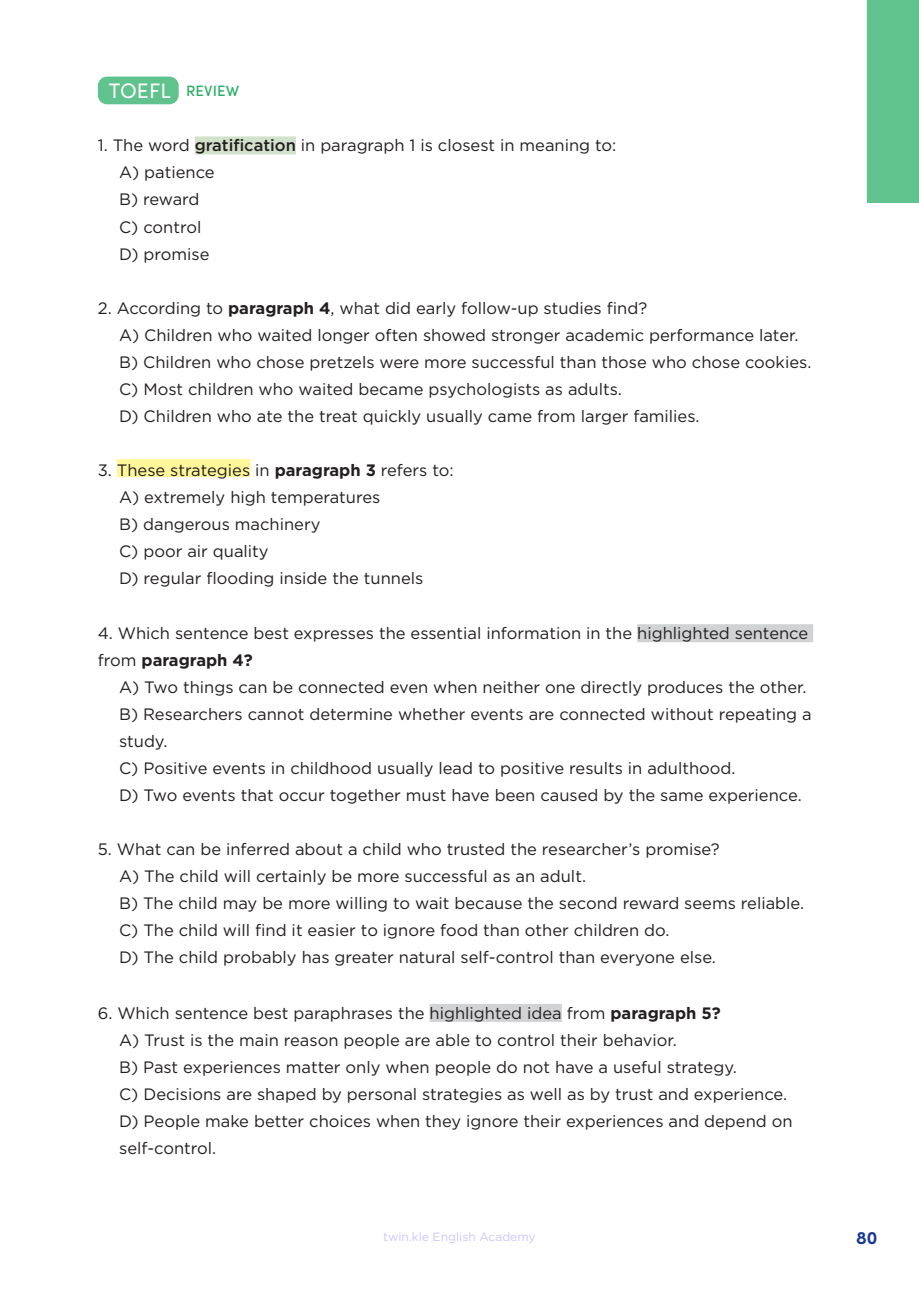 TOEFL REVIEW
1. The word gratification in paragraph 1 is closest in meaning to:
A) patience
B) reward
C) control
D) promise
2. According to paragraph 4, what did early follow-up studies find?
A) Children who waited longer often showed stronger academic performance later.
B) Children who chose pretzels were more successful than those who chose cookies.
C) Most children who waited became psychologists as adults.
D) Children who ate the treat quickly usually came from larger families.
3. These strategies in paragraph 3 refers to:
A) extremely high temperatures
B) dangerous machinery
C) poor air quality
D) regular flooding inside the tunnels
4. Which sentence best expresses the essential information in the highlighted sentence
from paragraph 4?
A) Two things can be connected even when neither one directly produces the other.
B) Researchers cannot determine whether events are connected without repeating a
study.
C) Positive events in childhood usually lead to positive results in adulthood.
D) Two events that occur together must have been caused by the same experience.
5. What can be inferred about a child who trusted the researcher’s promise?
A) The child will certainly be more successful as an adult.
B) The child may be more willing to wait because the second reward seems reliable.
C) The child will find it easier to ignore food than other children do.
D) The child probably has greater natural self-control than everyone else.
6. Which sentence best paraphrases the highlighted idea from paragraph 5?
A) Trust is the main reason people are able to control their behavior.
B) Past experiences matter only when people do not have a useful strategy.
C) Decisions are shaped by personal strategies as well as by trust and experience.
D) People make better choices when they ignore their experiences and depend on
self-control.
twin.kle English Academy
80